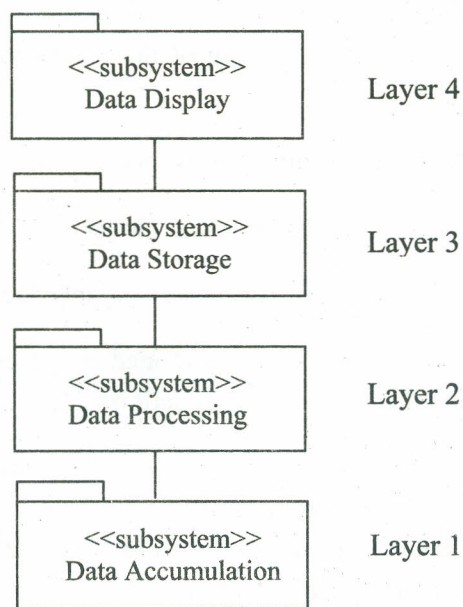 <<subsystem>>
Data Display
Layer 4
<<subsystem>>
Data Storage
Layer 3
<<subsystem>>
Data Processing
Layer 2
<<subsystem>>
Data Accumulation
Layer 1